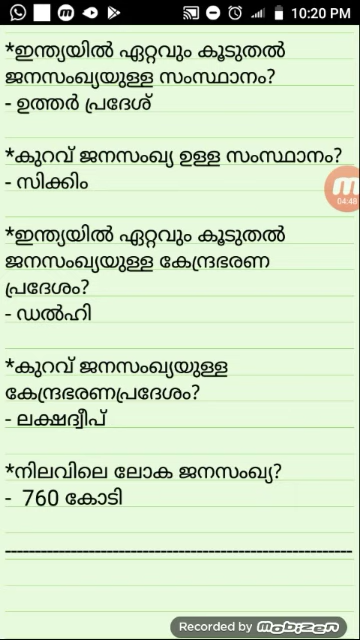 10:20 PM
*ഇന്ത്യയിൽ ഏറ്റവും കൂടുതൽ
ജനസംഖ്യയുള്ള സംസ്ഥാനം?
- ഉത്തർ പ്രദേശ്
*കുറവ് ജനസംഖ്യ ഉള്ള സംസ്ഥാനം?
- സിക്കിം
04:48
*ഇന്ത്യയിൽ ഏറ്റവും കൂടുതൽ
ജനസംഖ്യയുള്ള കേന്ദ്രഭരണ
പ്രദേശം?
- ഡൽഹി
*കുറവ് ജനസംഖ്യയുള്ള
കേന്ദ്രഭരണപ്രദേശം?
- ലക്ഷദ്വീപ്
*നിലവിലെ ലോക ജനസംഖ്യ?
- 760 കോടി
Recorded by Mobizen